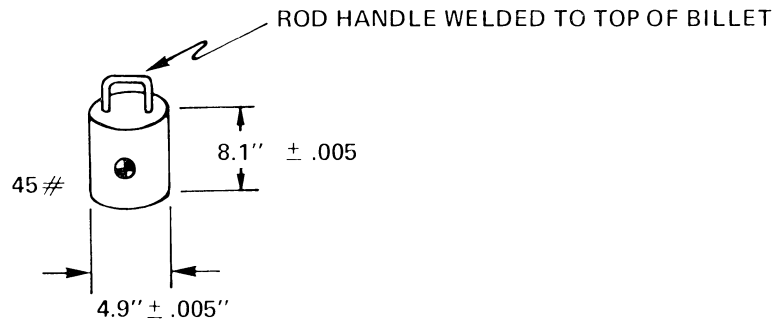 ROD HANDLE WELDED TO TOP OF BILLET
8.1'' ± .005
45#
4.9'' ± .005''